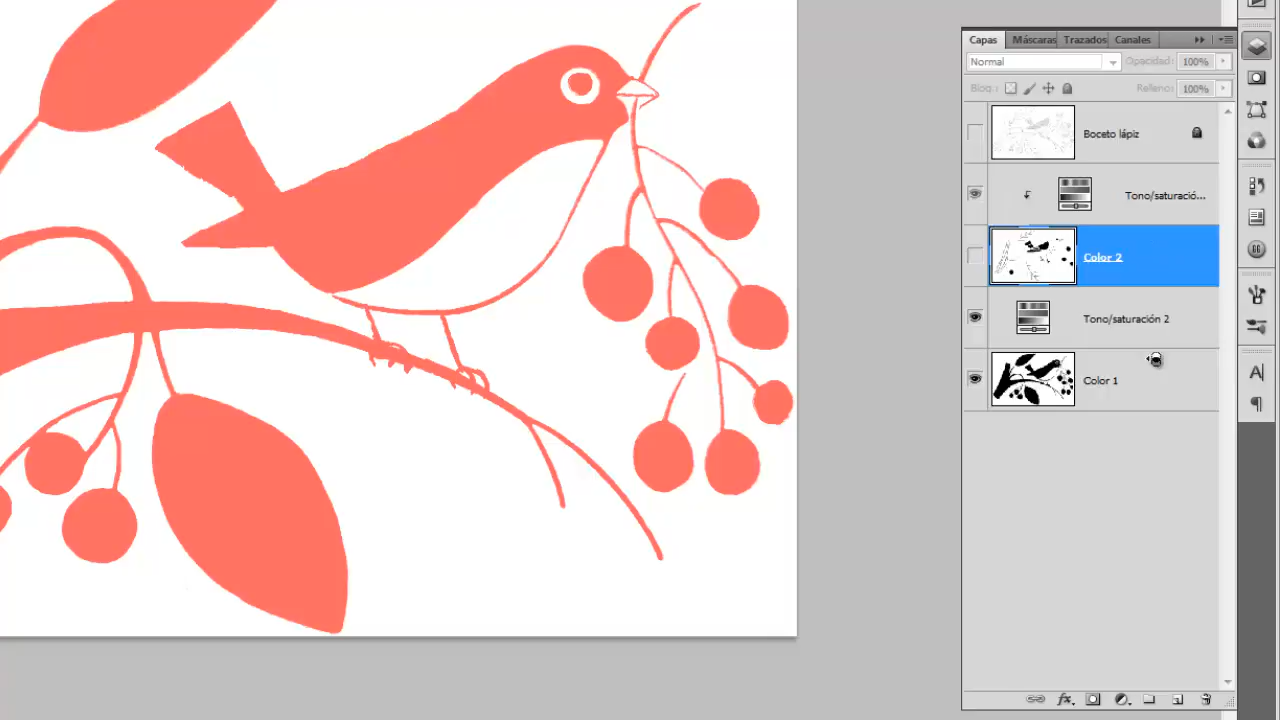 Capas Máscaras Trazados Canales
Normal Opacidad: 100%
Bloq.: Relleno: 100%
Boceto lápiz
Tono/saturació...
Color 2
Tono/saturación 2
Color 1
fx
A